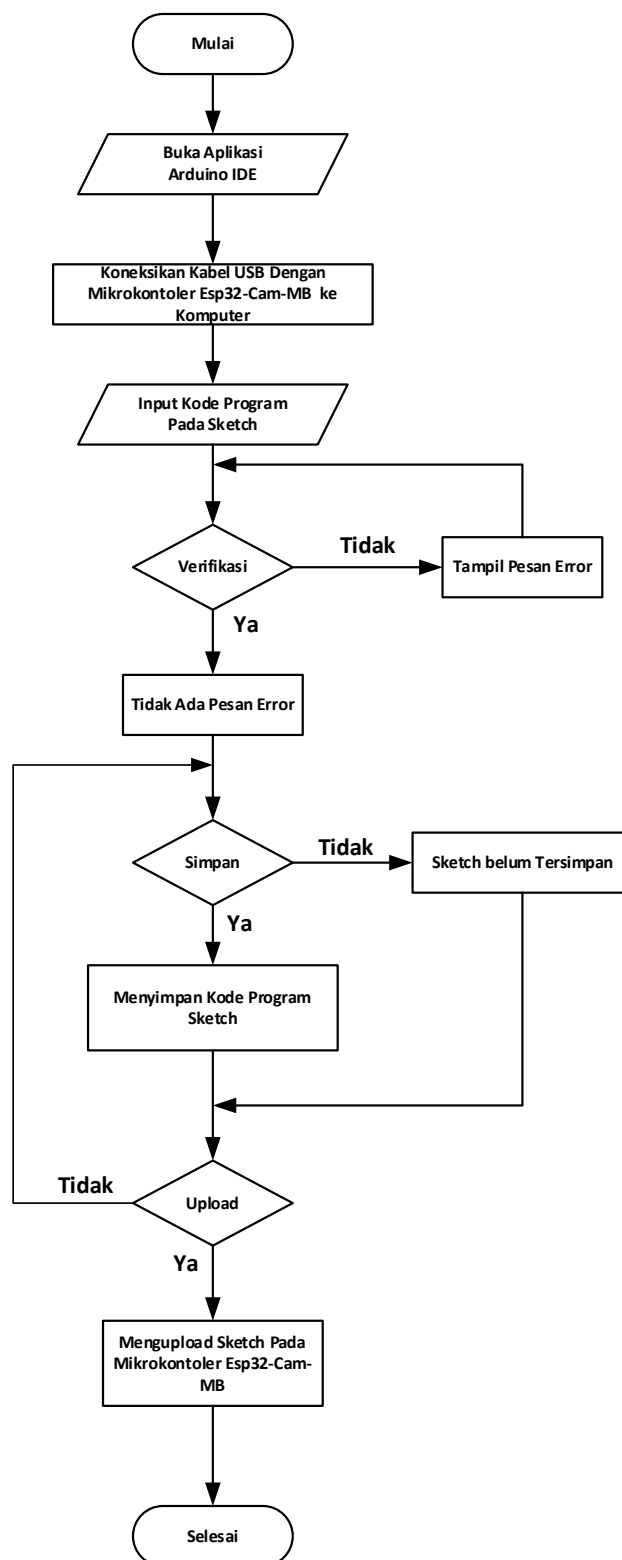 Mulai
Buka Aplikasi
Arduino IDE
Koneksikan Kabel USB Dengan
Mikrokontoler Esp32-Cam-MB ke
Komputer
Input Kode Program
Pada Sketch
Verifikasi
Tidak
Tampil Pesan Error
Ya
Tidak Ada Pesan Error
Simpan
Tidak
Sketch belum Tersimpan
Ya
Menyimpan Kode Program
Sketch
Tidak
Upload
Ya
Mengupload Sketch Pada
Mikrokontoler Esp32-Cam-
MB
Selesai